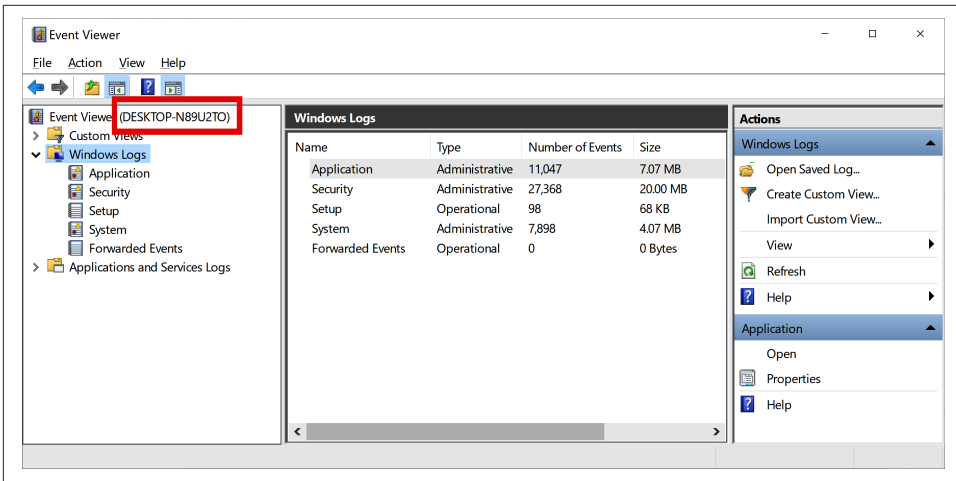 Event Viewer
File Action View Help
Event Viewe (DESKTOP-N89U2TO)
Custom Views
Windows Logs
Application
Security
Setup
System
Forwarded Events
Applications and Services Logs
Windows Logs
Name Type Number of Events Size
Application Administrative 11,047 7.07 MB
Security Administrative 27,368 20.00 MB
Setup Operational 98 68 KB
System Administrative 7,898 4.07 MB
Forwarded Events Operational 0 0 Bytes
Actions
Windows Logs
Open Saved Log...
Create Custom View...
Import Custom View...
View
Refresh
Help
Application
Open
Properties
Help